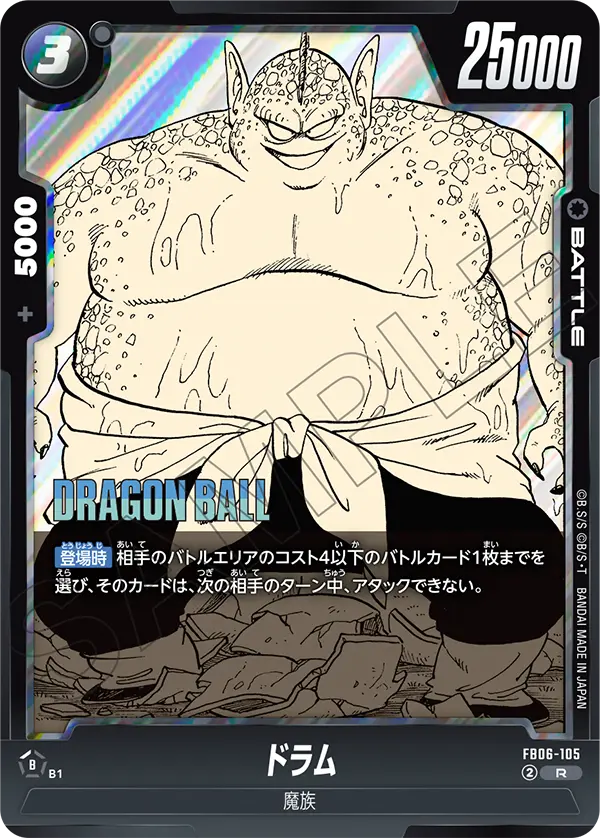 3
25000
+ 5000
BATTLE
SAMPLE
DRAGON BALL
登場時 相手のバトルエリアのコスト4以下のバトルカード1枚までを
選び、そのカードは、次の相手のターン中、アタックできない。
©B.S/S ©B/S・T BANDAI MADE IN JAPAN
B B1
ドラム
FB06-105
2 R
魔族